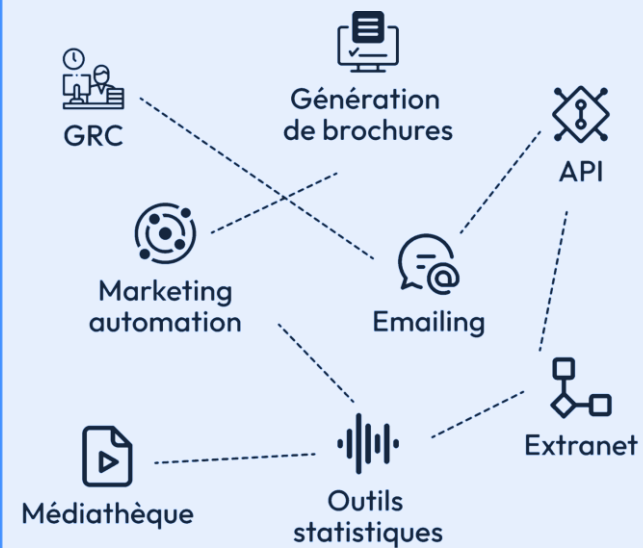 Génération
de brochures
GRC
API
Marketing
automation
Emailing
Extranet
Médiathèque
Outils
statistiques